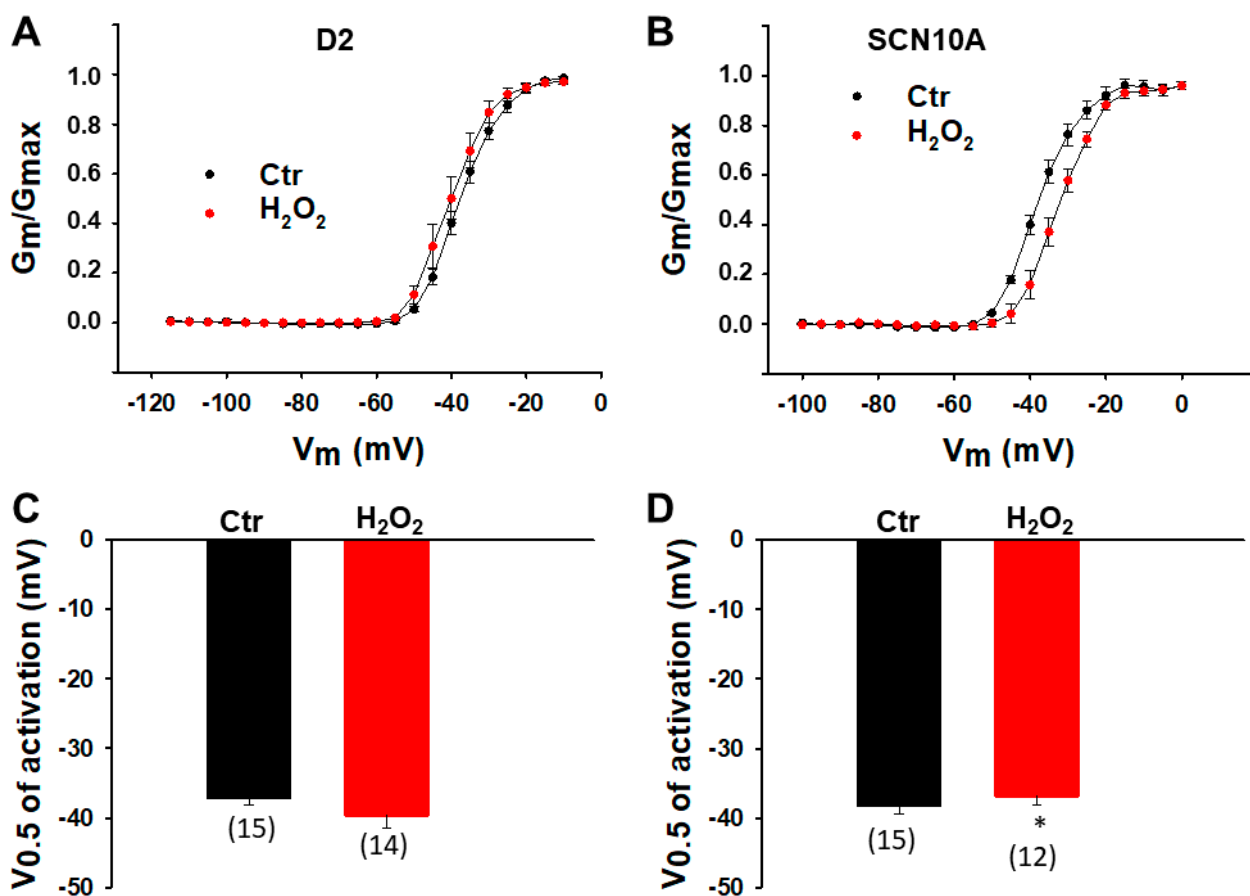 A
D2
Gm/Gmax
1.0
0.8
0.6
0.4
0.2
0.0
Ctr
H₂O₂
-120 -100 -80 -60 -40 -20 0
Vm (mV)
B
SCN10A
Gm/Gmax
1.0
0.8
0.6
0.4
0.2
0.0
Ctr
H₂O₂
-100 -80 -60 -40 -20 0
Vm (mV)
C
V0.5 of activation (mV)
Ctr H₂O₂
0
-10
-20
-30
-40
-50
(15) (14)
D
V0.5 of activation (mV)
Ctr H₂O₂
0
-10
-20
-30
-40
-50
*
(15) (12)